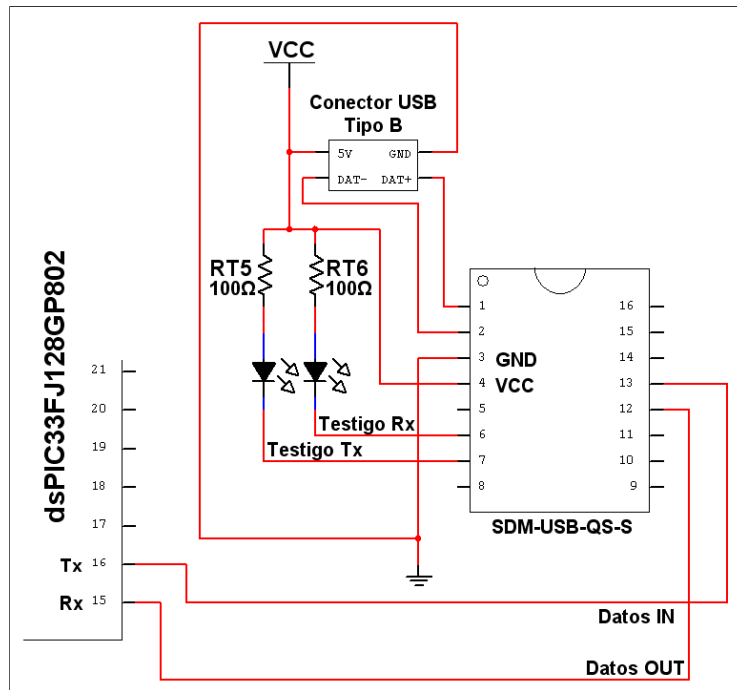 VCC
Conector USB
Tipo B
5V GND
DAT- DAT+
RT5
100Ω
RT6
100Ω
dsPIC33FJ128GP802
21
20
19
18
17
Tx 16
Rx 15
1 16
2 15
3 GND 14
4 VCC 13
5 12
6 11
7 10
8 9
Testigo Rx
Testigo Tx
SDM-USB-QS-S
Datos IN
Datos OUT